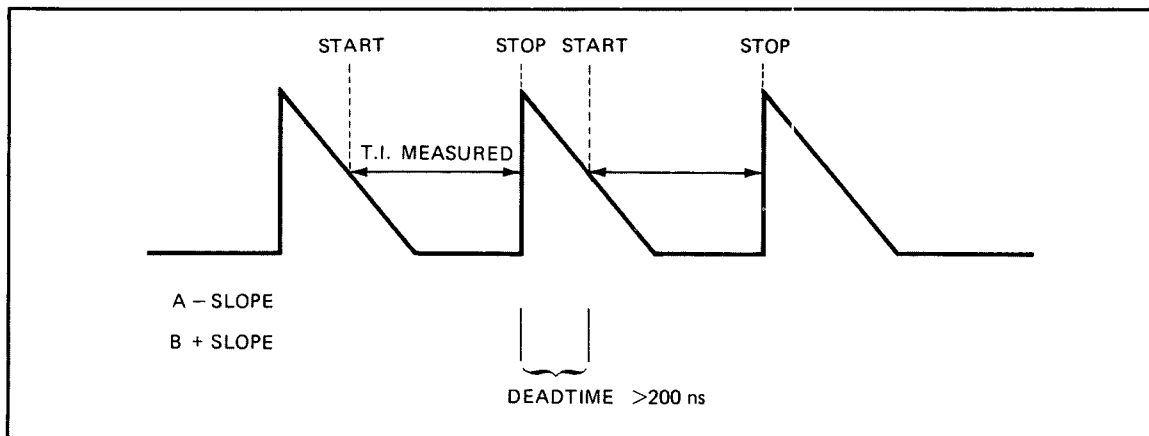 START STOP START STOP
T.I. MEASURED
A – SLOPE
B + SLOPE
DEADTIME >200 ns